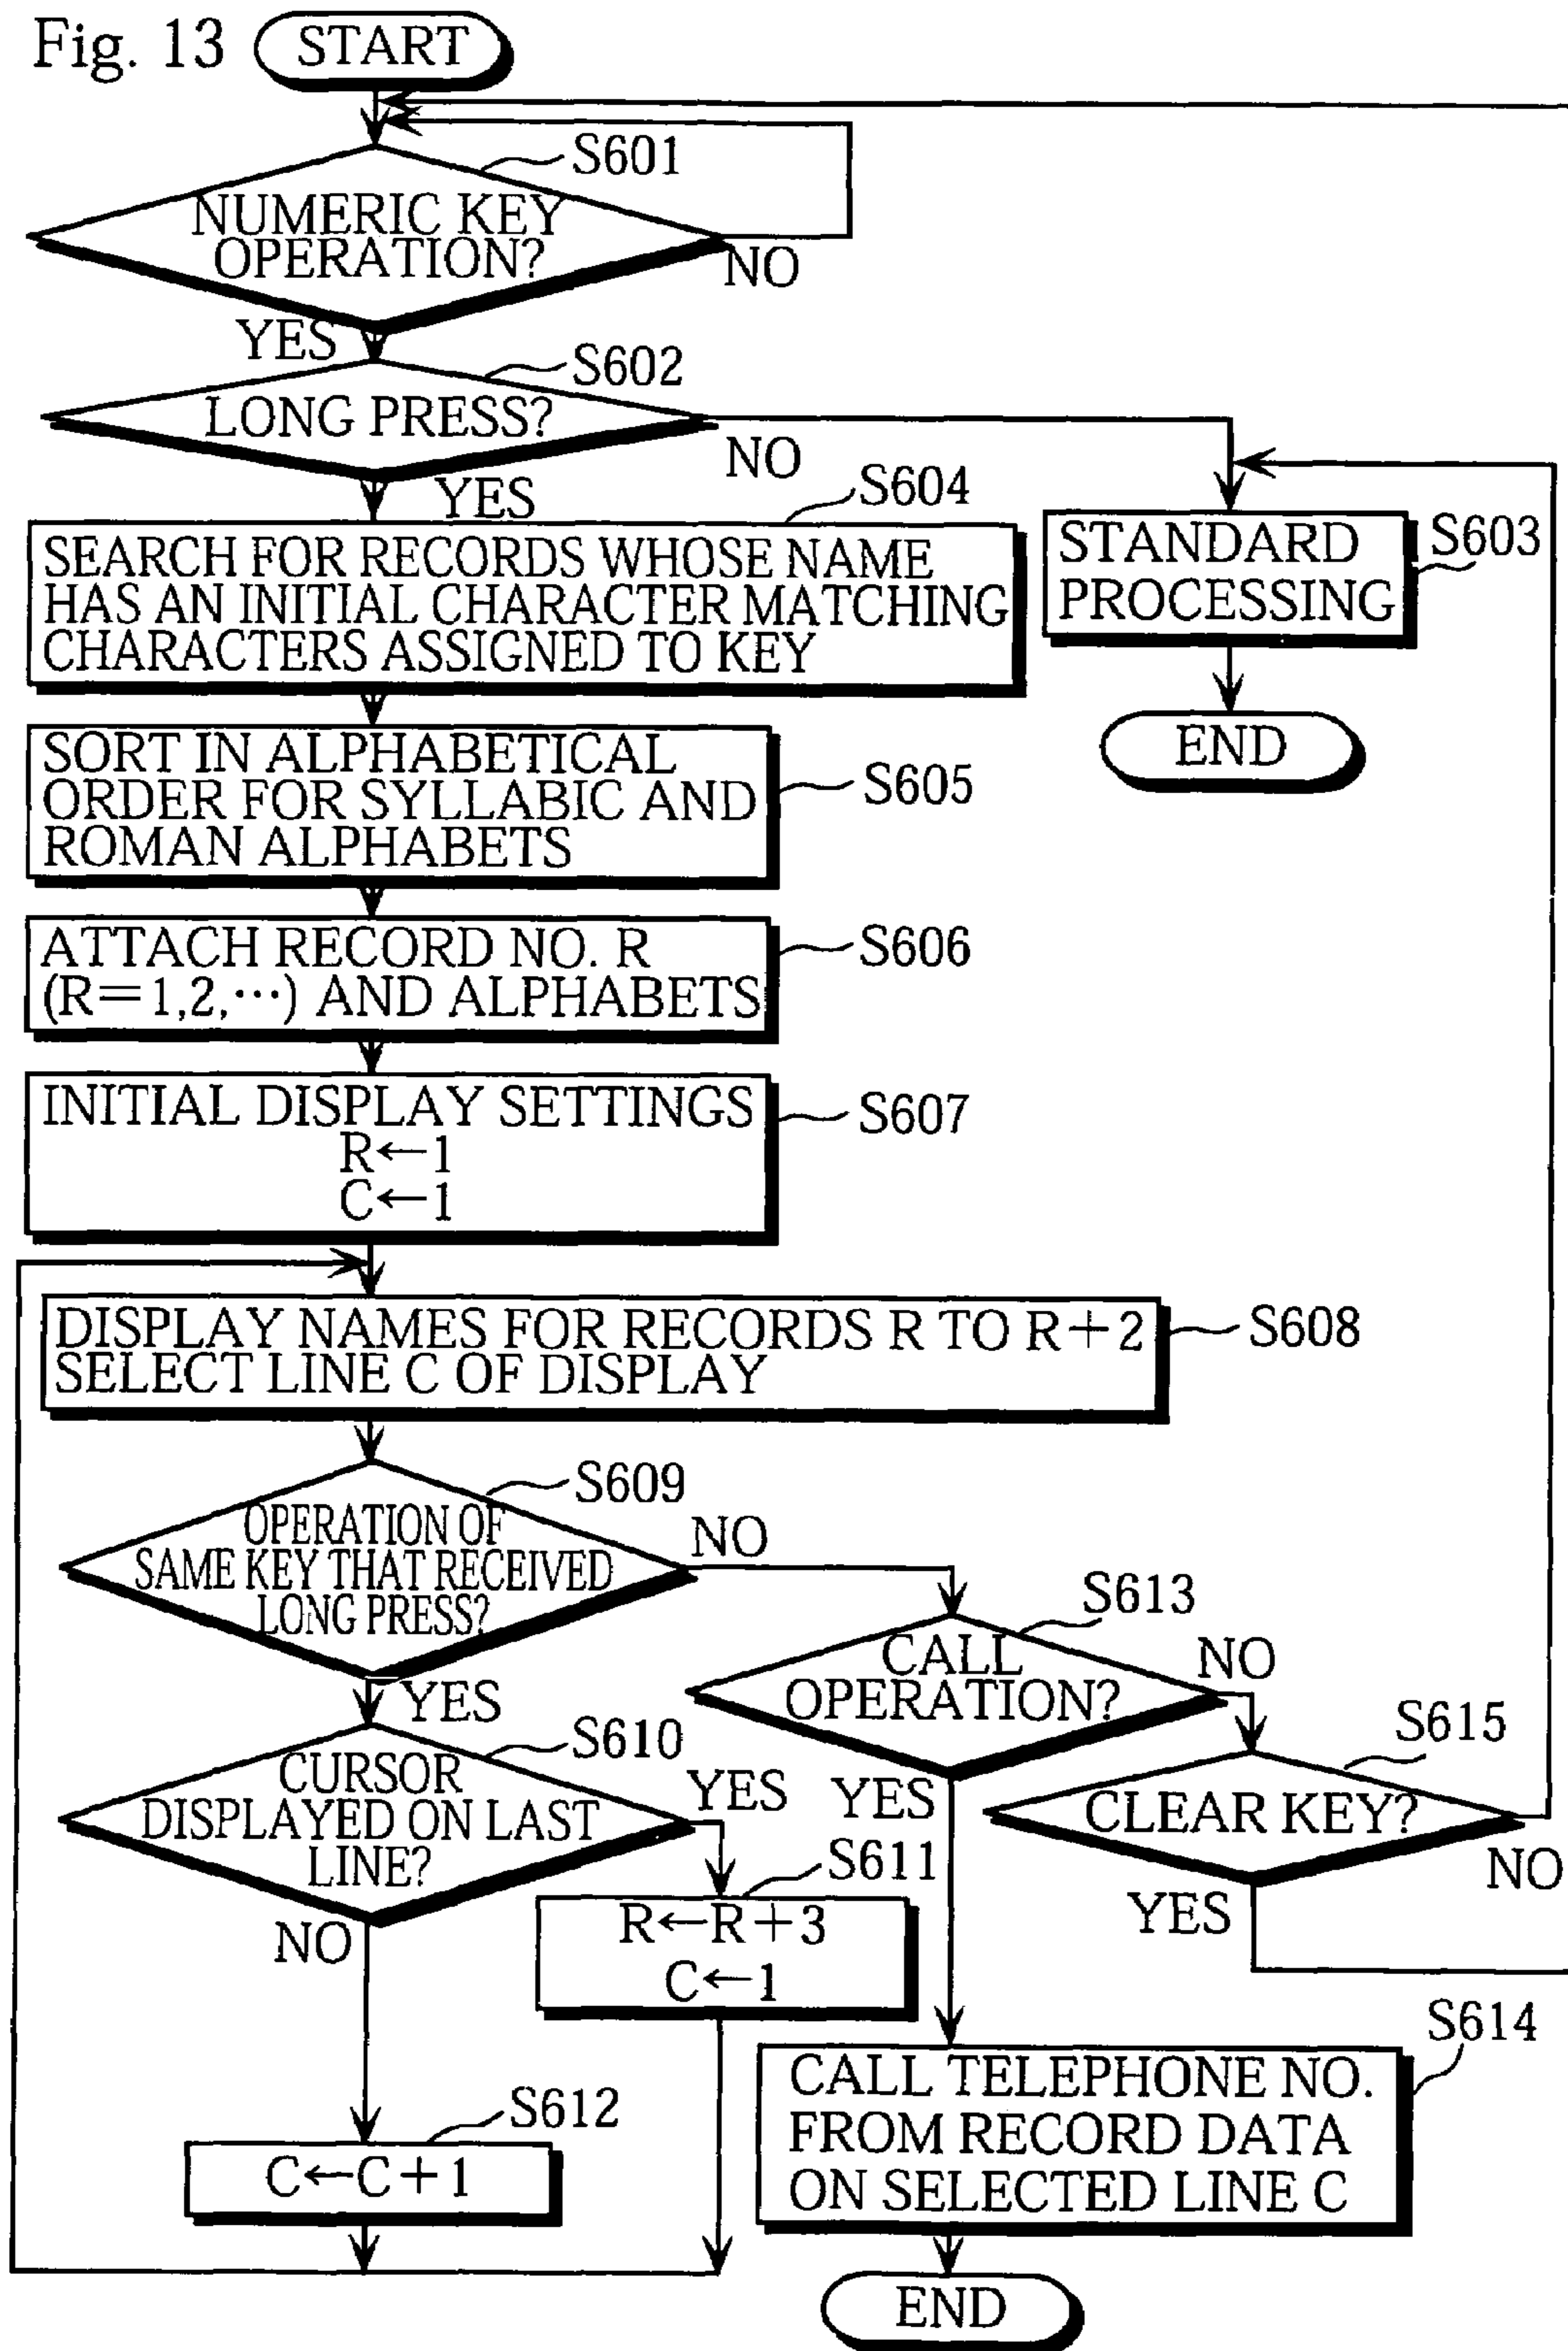 Fig. 13
START
S601
NUMERIC KEY
OPERATION?
NO
YES
S602
LONG PRESS?
NO
YES
S604
SEARCH FOR RECORDS WHOSE NAME
HAS AN INITIAL CHARACTER MATCHING
CHARACTERS ASSIGNED TO KEY
STANDARD
PROCESSING
S603
END
SORT IN ALPHABETICAL
ORDER FOR SYLLABIC AND
ROMAN ALPHABETS
S605
ATTACH RECORD NO. R
(R=1,2,⋯) AND ALPHABETS
S606
INITIAL DISPLAY SETTINGS
R←1
C←1
S607
DISPLAY NAMES FOR RECORDS R TO R+2
SELECT LINE C OF DISPLAY
S608
S609
OPERATION OF
SAME KEY THAT RECEIVED
LONG PRESS?
NO
YES
S613
CALL
OPERATION?
NO
YES
S610
CURSOR
DISPLAYED ON LAST
LINE?
YES
NO
S615
CLEAR KEY?
NO
YES
S611
R←R+3
C←1
S612
C←C+1
S614
CALL TELEPHONE NO.
FROM RECORD DATA
ON SELECTED LINE C
END